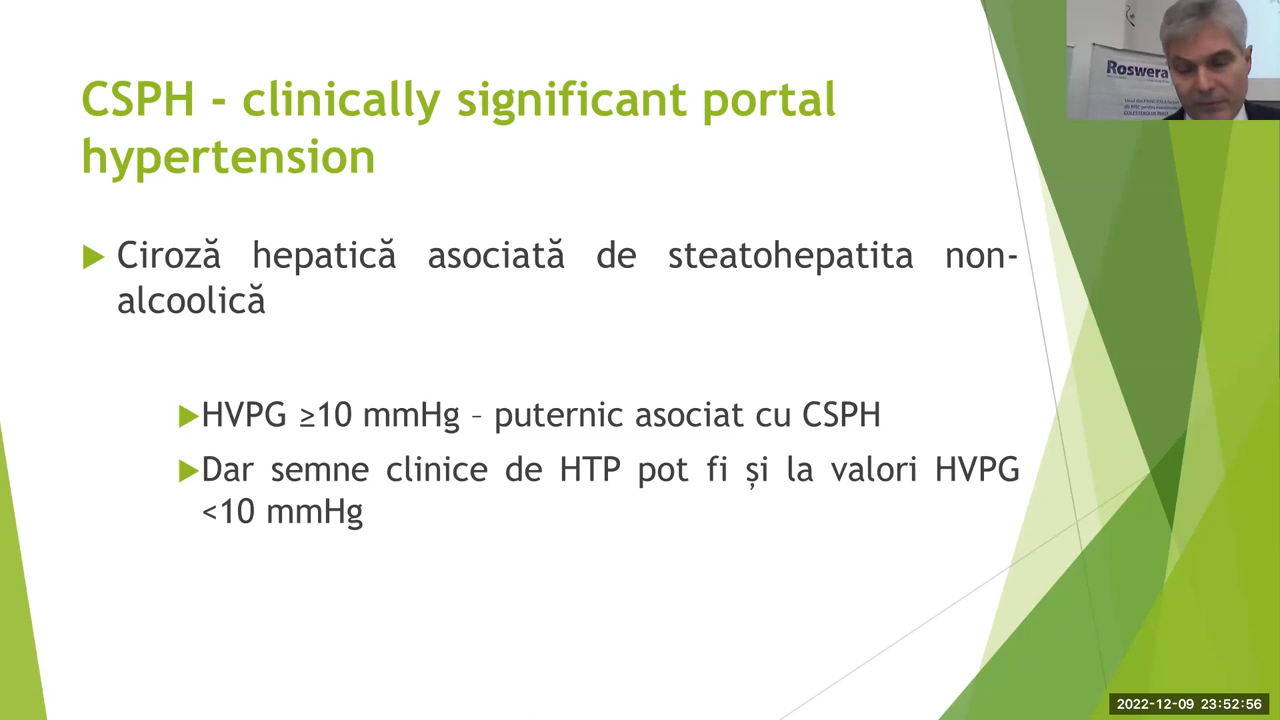 CSPH - clinically significant portal
hypertension
Ciroză hepatică asociată de steatohepatita non-
alcoolică
HVPG ≥10 mmHg – puternic asociat cu CSPH
Dar semne clinice de HTP pot fi și la valori HVPG
<10 mmHg
Roswera
2022-12-09 23:52:56